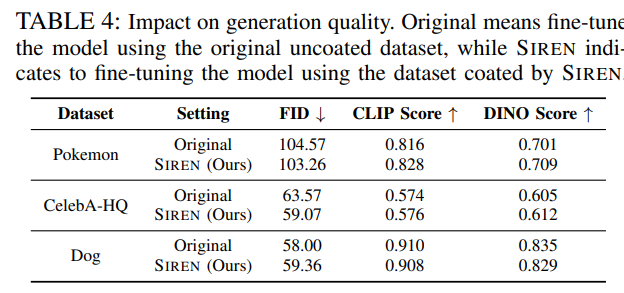 TABLE 4: Impact on generation quality. Original means fine-tune
the model using the original uncoated dataset, while SIREN indi-
cates to fine-tuning the model using the dataset coated by SIREN.
Dataset Setting FID ↓ CLIP Score ↑ DINO Score ↑
Pokemon Original 104.57 0.816 0.701
SIREN (Ours) 103.26 0.828 0.709
CelebA-HQ Original 63.57 0.574 0.605
SIREN (Ours) 59.07 0.576 0.612
Dog Original 58.00 0.910 0.835
SIREN (Ours) 59.36 0.908 0.829